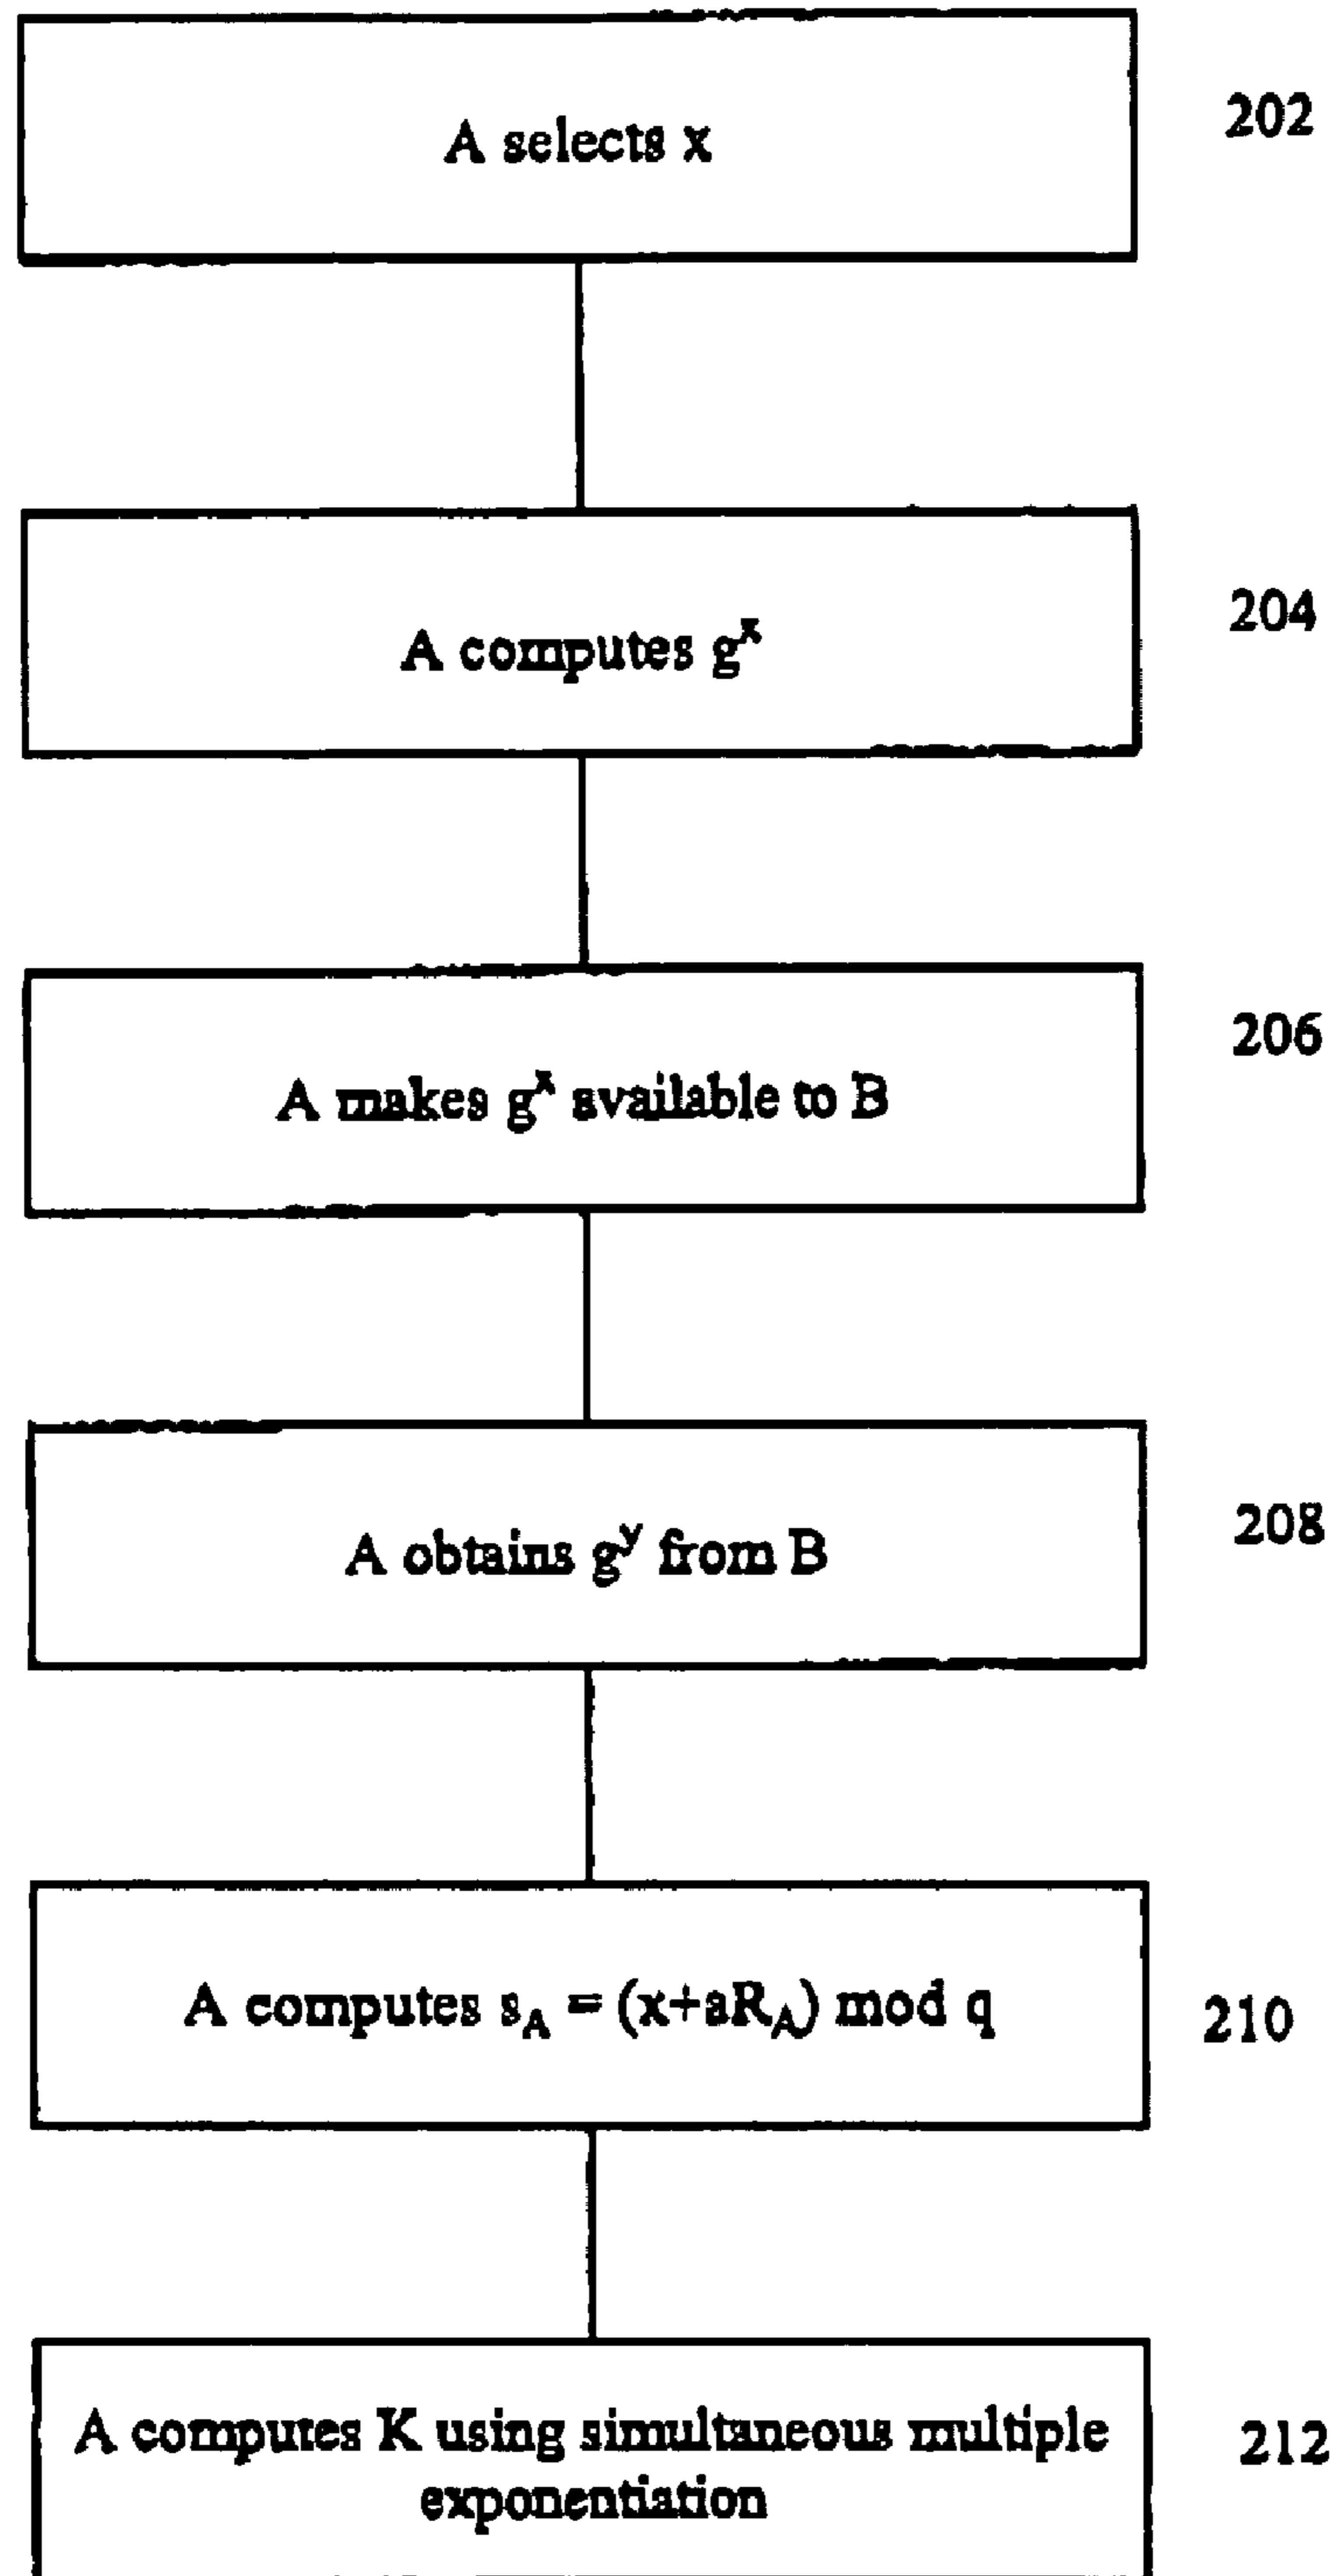 A selects x
202
A computes g^x
204
A makes g^x available to B
206
A obtains g^y from B
208
A computes s_A = (x+aR_A) mod q
210
A computes K using simultaneous multiple
exponentiation
212